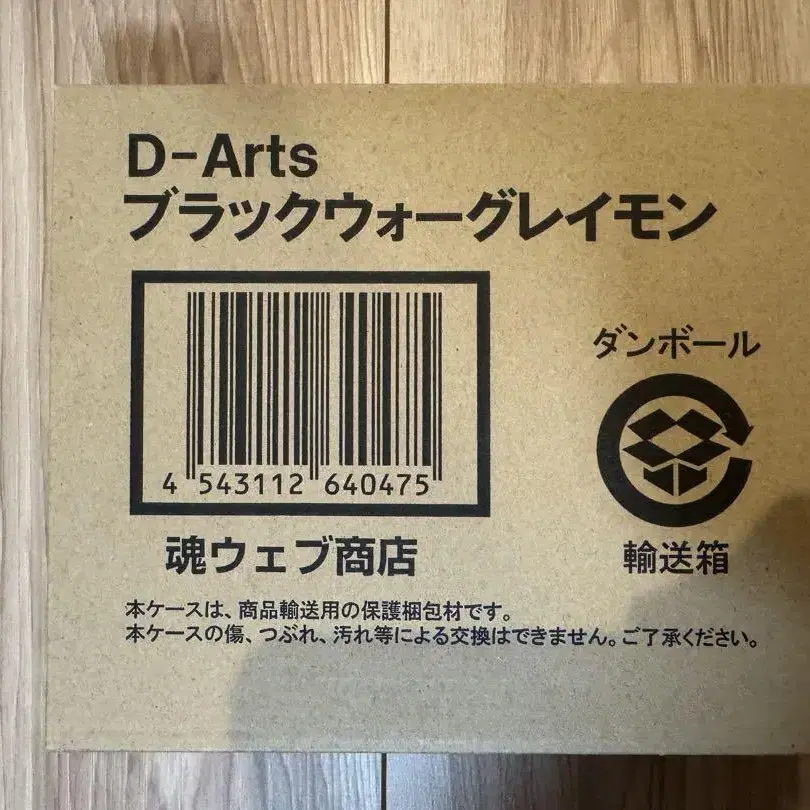 D-Arts
ブラックウォーグレイモン
ダンボール
4 543112 640475
魂ウェブ商店
輸送箱
本ケースは、商品輸送用の保護梱包材です。
本ケースの傷、つぶれ、汚れ等による交換はできません。ご了承ください。